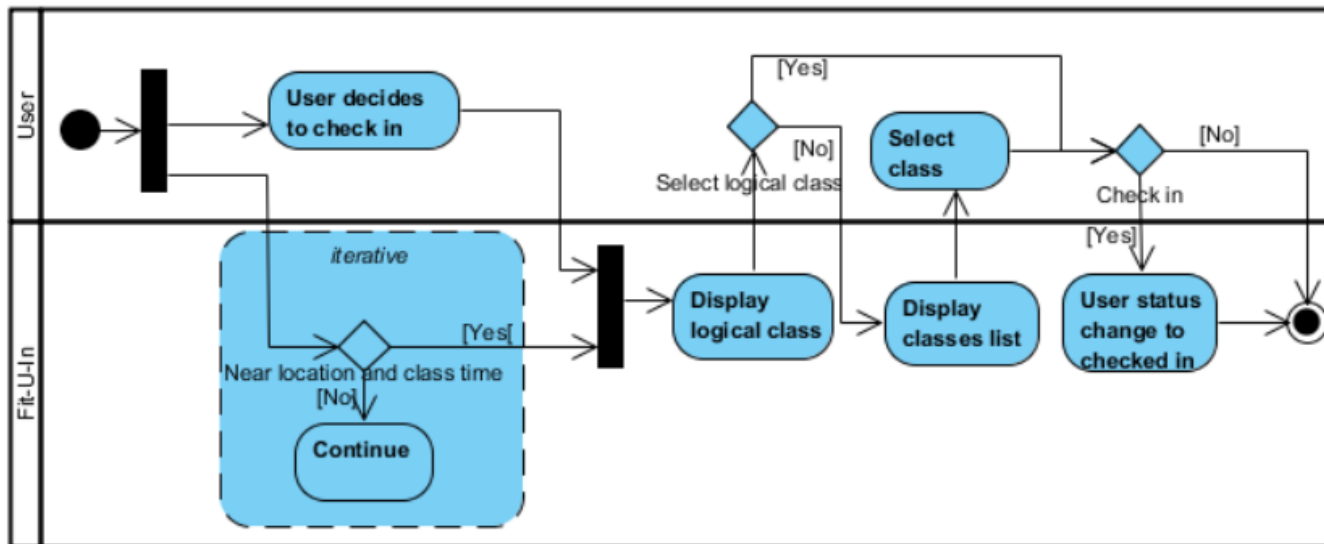 User
User decides
to check in
[Yes]
[No]
Select logical class
Select
class
[No]
Check in
[Yes]
Fit-U-In
iterative
[Yes[
Near location and class time
[No]
Continue
Display
logical class
Display
classes list
User status
change to
checked in